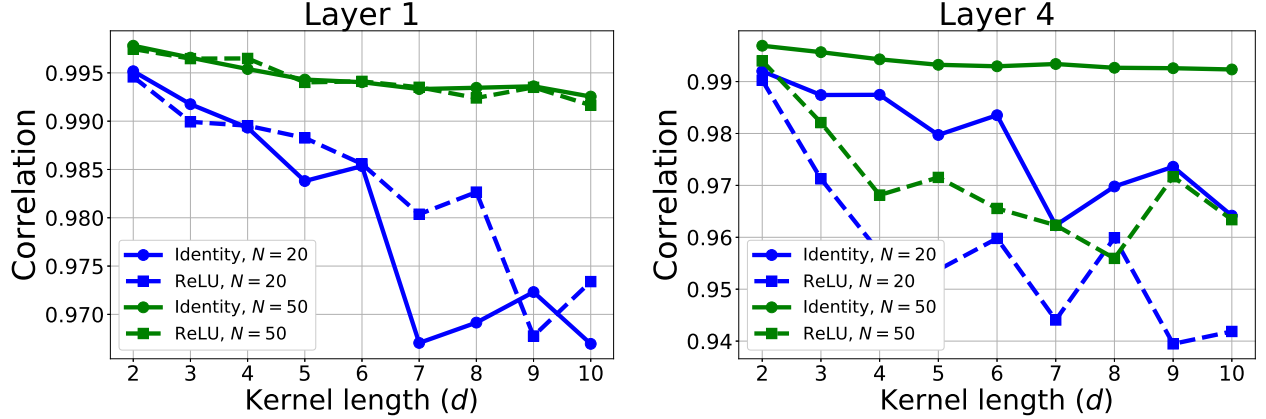 Layer 1
Correlation
0.995
0.990
0.985
0.980
0.975
0.970
Identity, N = 20
ReLU, N = 20
Identity, N = 50
ReLU, N = 50
2 3 4 5 6 7 8 9 10
Kernel length (d)
Layer 4
Correlation
0.99
0.98
0.97
0.96
0.95
0.94
Identity, N = 20
ReLU, N = 20
Identity, N = 50
ReLU, N = 50
2 3 4 5 6 7 8 9 10
Kernel length (d)